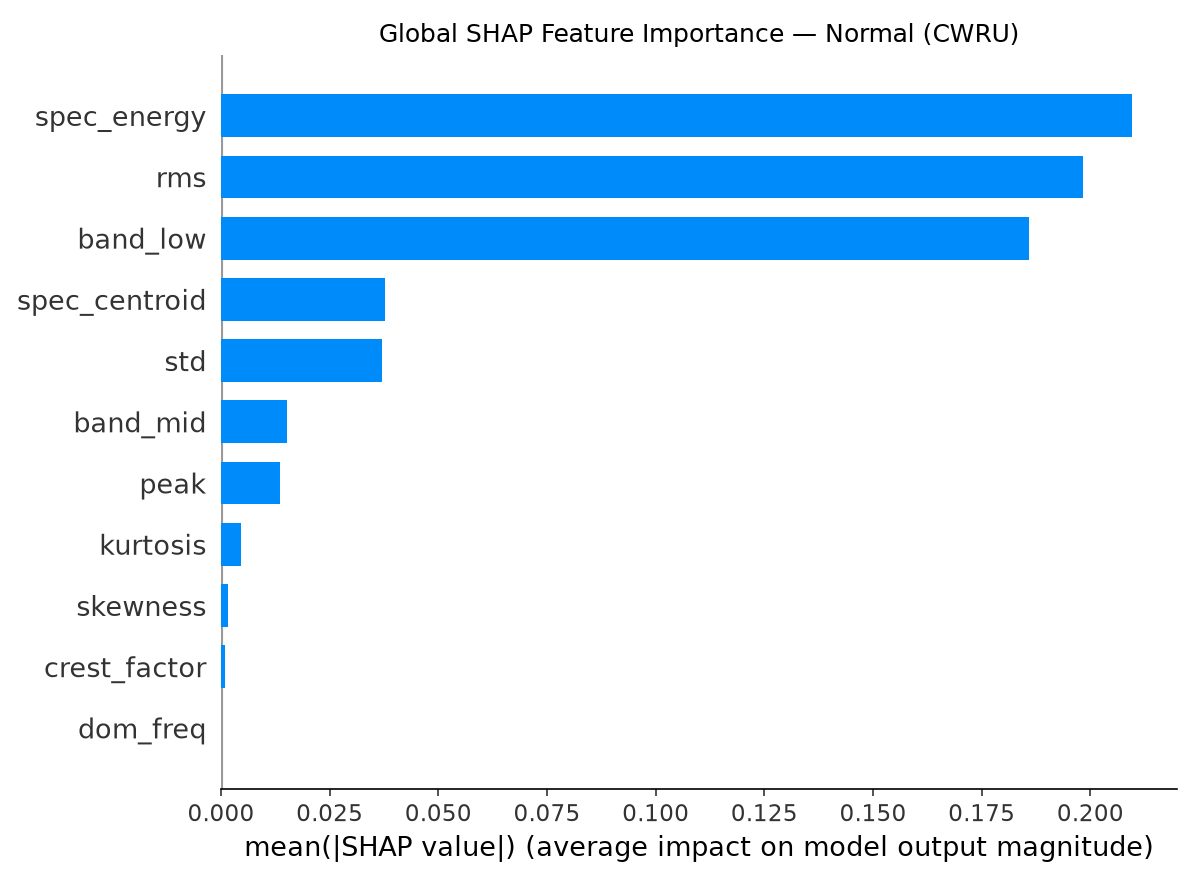 Global SHAP Feature Importance — Normal (CWRU)
spec_energy
rms
band_low
spec_centroid
std
band_mid
peak
kurtosis
skewness
crest_factor
dom_freq
0.000 0.025 0.050 0.075 0.100 0.125 0.150 0.175 0.200
mean(|SHAP value|) (average impact on model output magnitude)